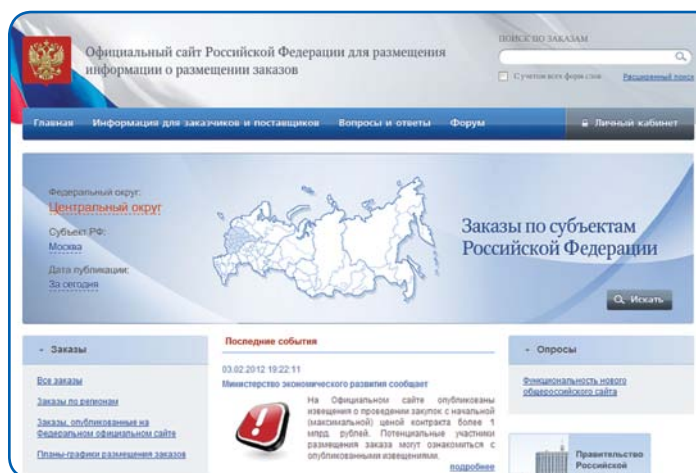 Официальный сайт Российской Федерации для размещения
информации о размещении заказов
ПОИСК ПО ЗАКАЗАМ
С учетом всех форм слов
Расширенный поиск
Главная
Информация для заказчиков и поставщиков
Вопросы и ответы
Форум
Личный кабинет
Федеральный округ:
Центральный округ
Субъект РФ:
Москва
Дата публикации:
За сегодня
Заказы по субъектам
Российской Федерации
Искать
Заказы
Все заказы
Заказы по регионам
Заказы, опубликованные на
Федеральном официальном сайте
Планы-графики размещения заказов
Последние события
03.02.2012 19:22:11
Министерство экономического развития сообщает
На Официальном сайте опубликованы
извещения о проведении закупок с начальной
(максимальной) ценой контракта более 1
млрд. рублей. Потенциальные участники
размещения заказа могут ознакомиться с
опубликованными извещениями.
подробнее
Опросы
Функциональность нового
общероссийского сайта
Правительство
Российской